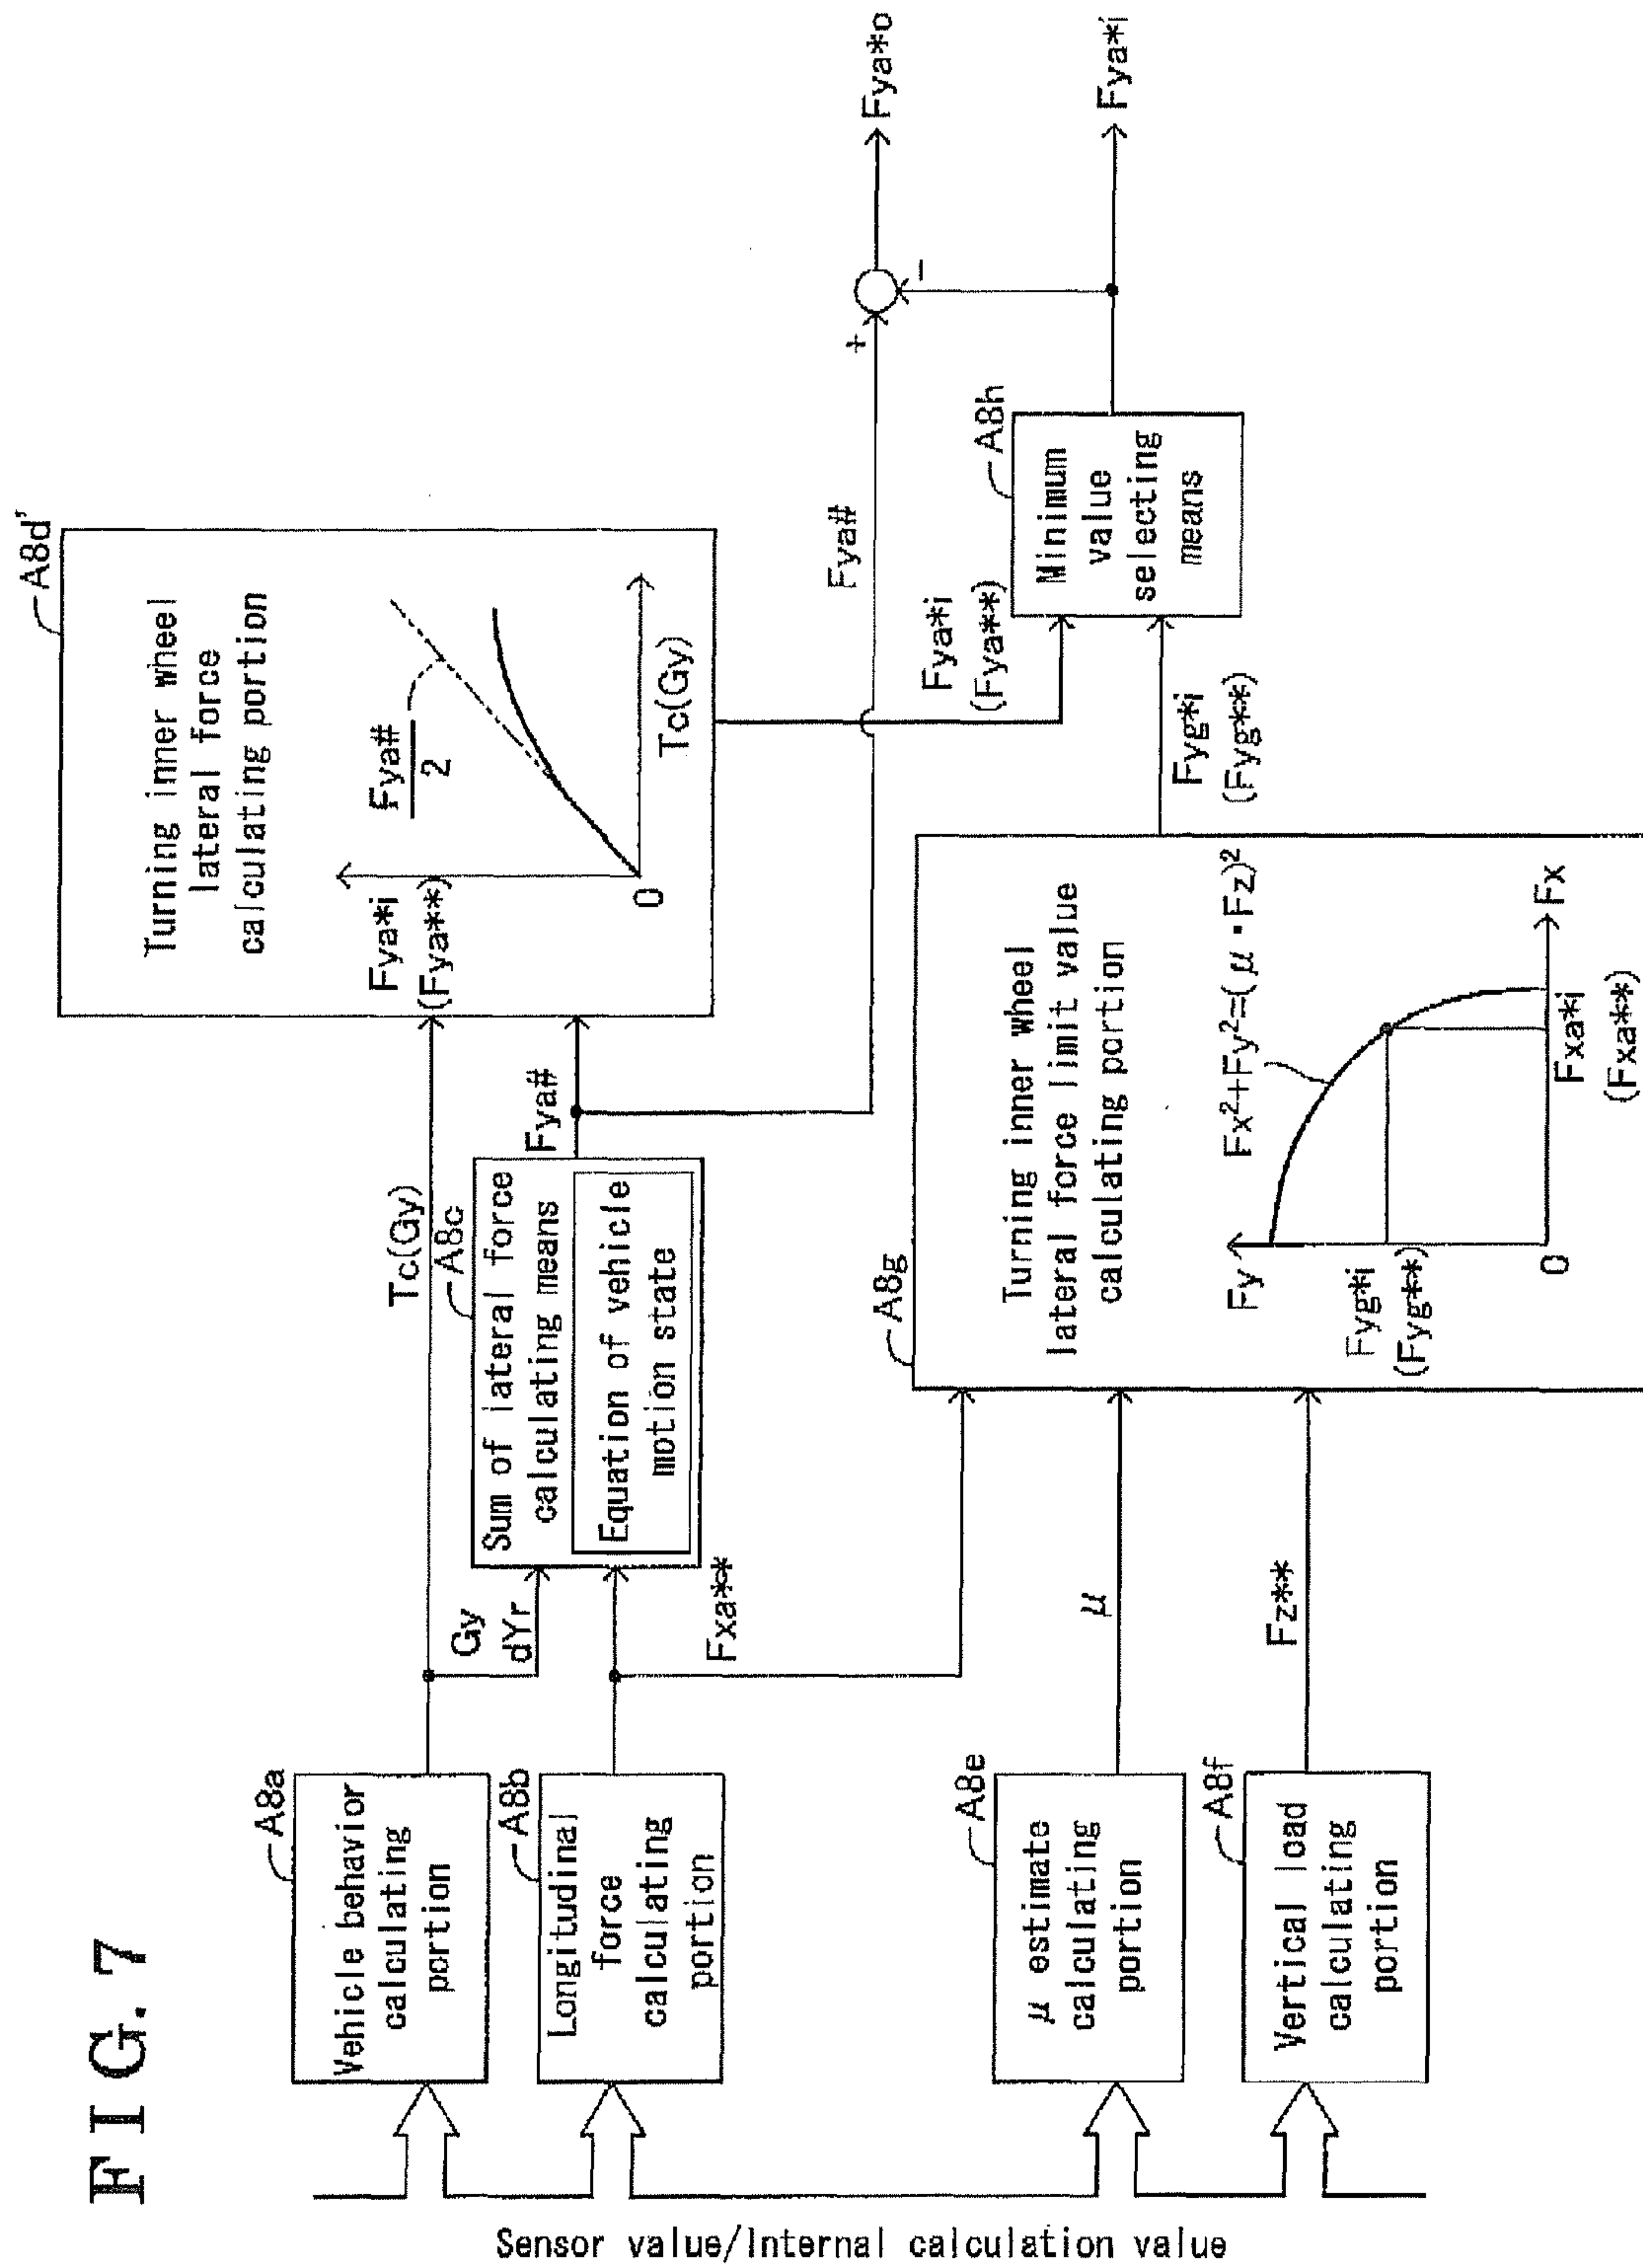 FIG. 7
Sensor value/Internal calculation value
A8a
Vehicle behavior
calculating
portion
A8b
Longitudinal
force
calculating
portion
A8e
μ estimate
calculating
portion
A8f
Vertical load
calculating
portion
Gy
dYr
Fxa**
μ
Fz**
Tc(Gy)
A8c
Sum of lateral force
calculating means
Equation of vehicle
motion state
Fya#
A8d'
Turning inner wheel
lateral force
calculating portion
Fya*i
(Fya**)
Fya#
2
0
Tc(Gy)
A8g
Turning inner wheel
lateral force limit value
calculating portion
Fy
Fx²+Fy²=(μ・Fz)²
Fyg*i
(Fyg**)
0
Fxa*i
(Fxa**)
Fx
Fya#
Fya*i
(Fya**)
Fyg*i
(Fyg**)
A8h
Minimum
value
selecting
means
+
-
Fya*o
Fya*i